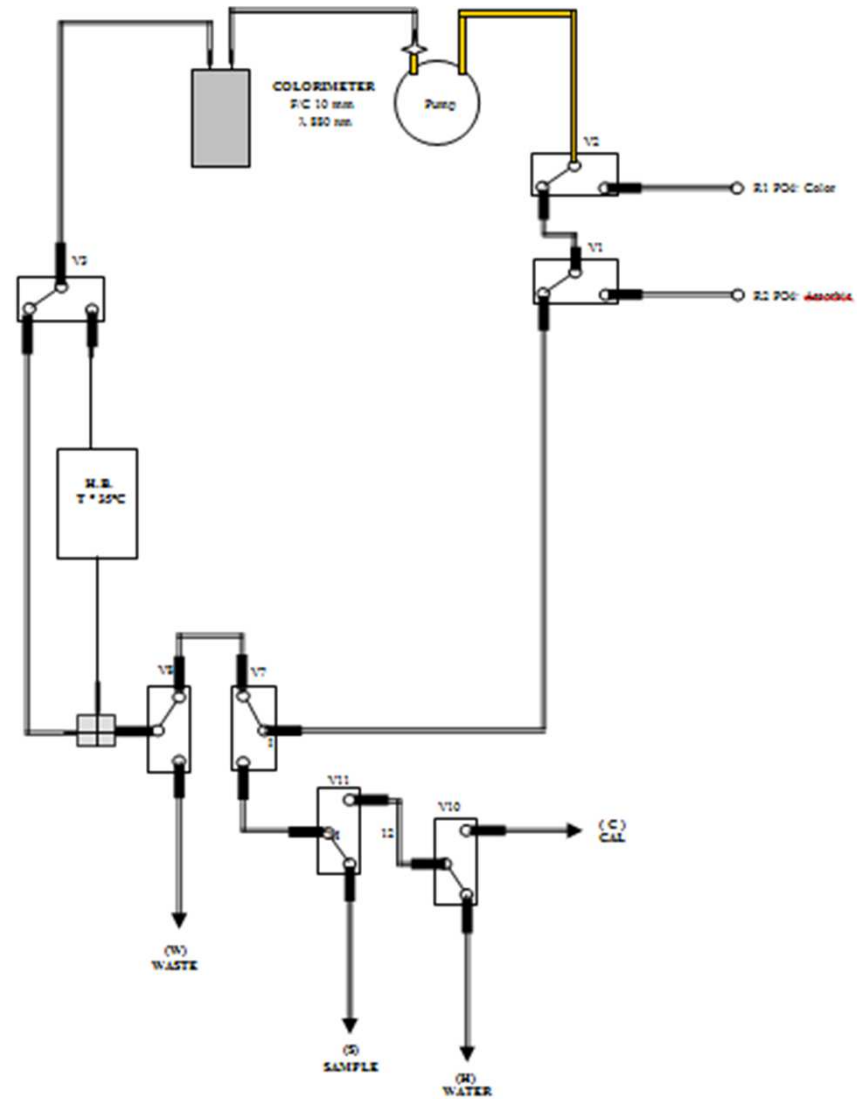 COLORIMETER
F/C 10 mm
λ 880 nm
Pump
V2
R1 PO4: Color
V1
R2 PO4: Ascorbic
V3
H.B.
T * 35°C
V8
V7
1
V11
V10
12
( C )
CAL
(W)
WASTE
(S)
SAMPLE
(H)
WATER